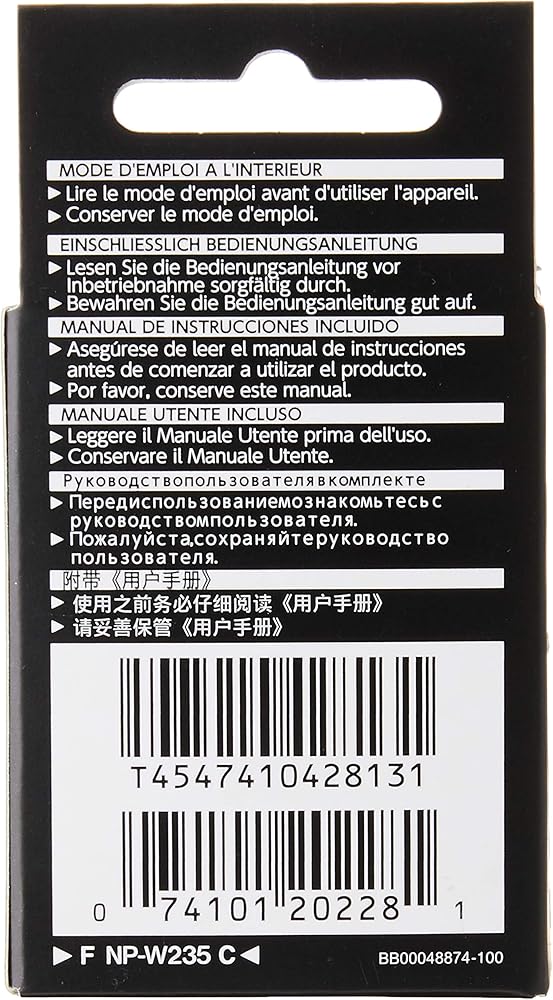 MODE D'EMPLOI A L'INTERIEUR
▶ Lire le mode d'emploi avant d'utiliser l'appareil.
▶ Conserver le mode d'emploi.
EINSCHLIESSLICH BEDIENUNGSANLEITUNG
▶ Lesen Sie die Bedienungsanleitung vor
Inbetriebnahme sorgfältig durch.
▶ Bewahren Sie die Bedienungsanleitung gut auf.
MANUAL DE INSTRUCCIONES INCLUIDO
▶ Asegúrese de leer el manual de instrucciones
antes de comenzar a utilizar el producto.
▶ Por favor, conserve este manual.
MANUALE UTENTE INCLUSO
▶ Leggere il Manuale Utente prima dell'uso.
▶ Conservare il Manuale Utente.
Руководствопользователявкомплекте
▶ Передиспользованиемознакомьтесьс
руководствомпользователя.
▶ Пожалуйста,сохраняйтеруководство
пользователя.
附带《用户手册》
▶ 使用之前务必仔细阅读《用户手册》
▶ 请妥善保管《用户手册》
T4547410428131
0 74101 20228 1
▶ F NP-W235 C ◀ BB00048874-100